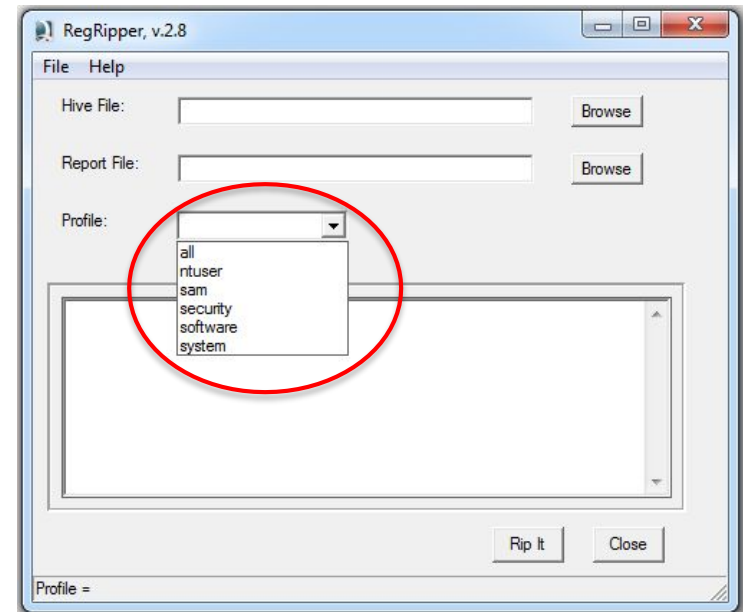 RegRipper, v.2.8
File Help
Hive File: Browse
Report File: Browse
Profile:
all
ntuser
sam
security
software
system
Rip It Close
Profile =